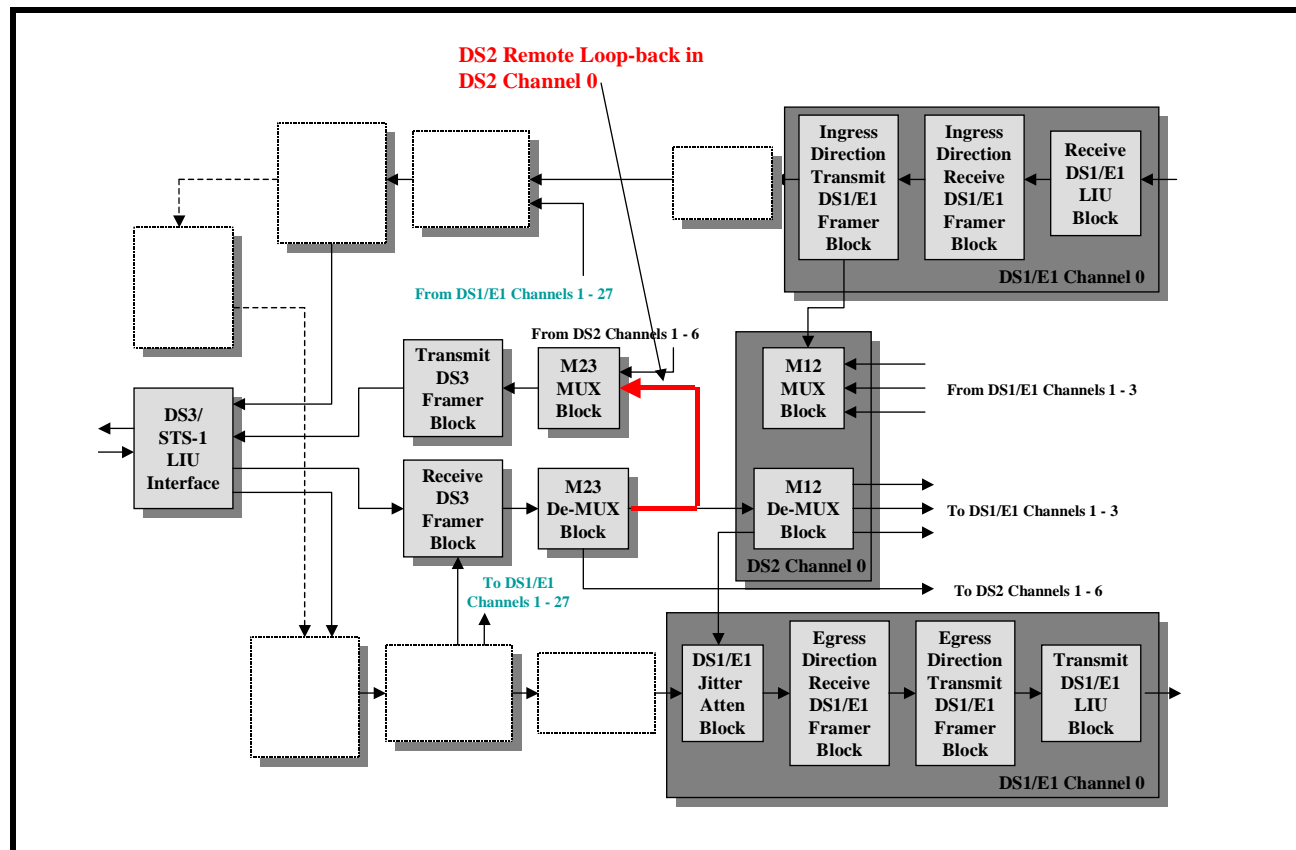 DS2 Remote Loop-back in
DS2 Channel 0
Ingress
Direction
Transmit
DS1/E1
Framer
Block
Ingress
Direction
Receive
DS1/E1
Framer
Block
Receive
DS1/E1
LIU
Block
DS1/E1 Channel 0
From DS1/E1 Channels 1 - 27
From DS2 Channels 1 - 6
Transmit
DS3
Framer
Block
M23
MUX
Block
M12
MUX
Block
From DS1/E1 Channels 1 - 3
DS3/
STS-1
LIU
Interface
Receive
DS3
Framer
Block
M23
De-MUX
Block
M12
De-MUX
Block
To DS1/E1 Channels 1 - 3
DS2 Channel 0
To DS1/E1
Channels 1 - 27
To DS2 Channels 1 - 6
DS1/E1
Jitter
Atten
Block
Egress
Direction
Receive
DS1/E1
Framer
Block
Egress
Direction
Transmit
DS1/E1
Framer
Block
Transmit
DS1/E1
LIU
Block
DS1/E1 Channel 0